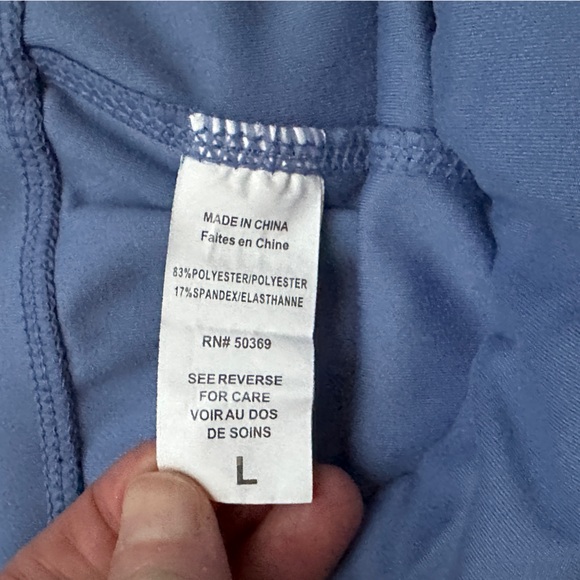 MADE IN CHINA
Faites en Chine
83%POLYESTER/POLYESTER
17%SPANDEX/ELASTHANNE
RN# 50369
SEE REVERSE
FOR CARE
VOIR AU DOS
DE SOINS
L